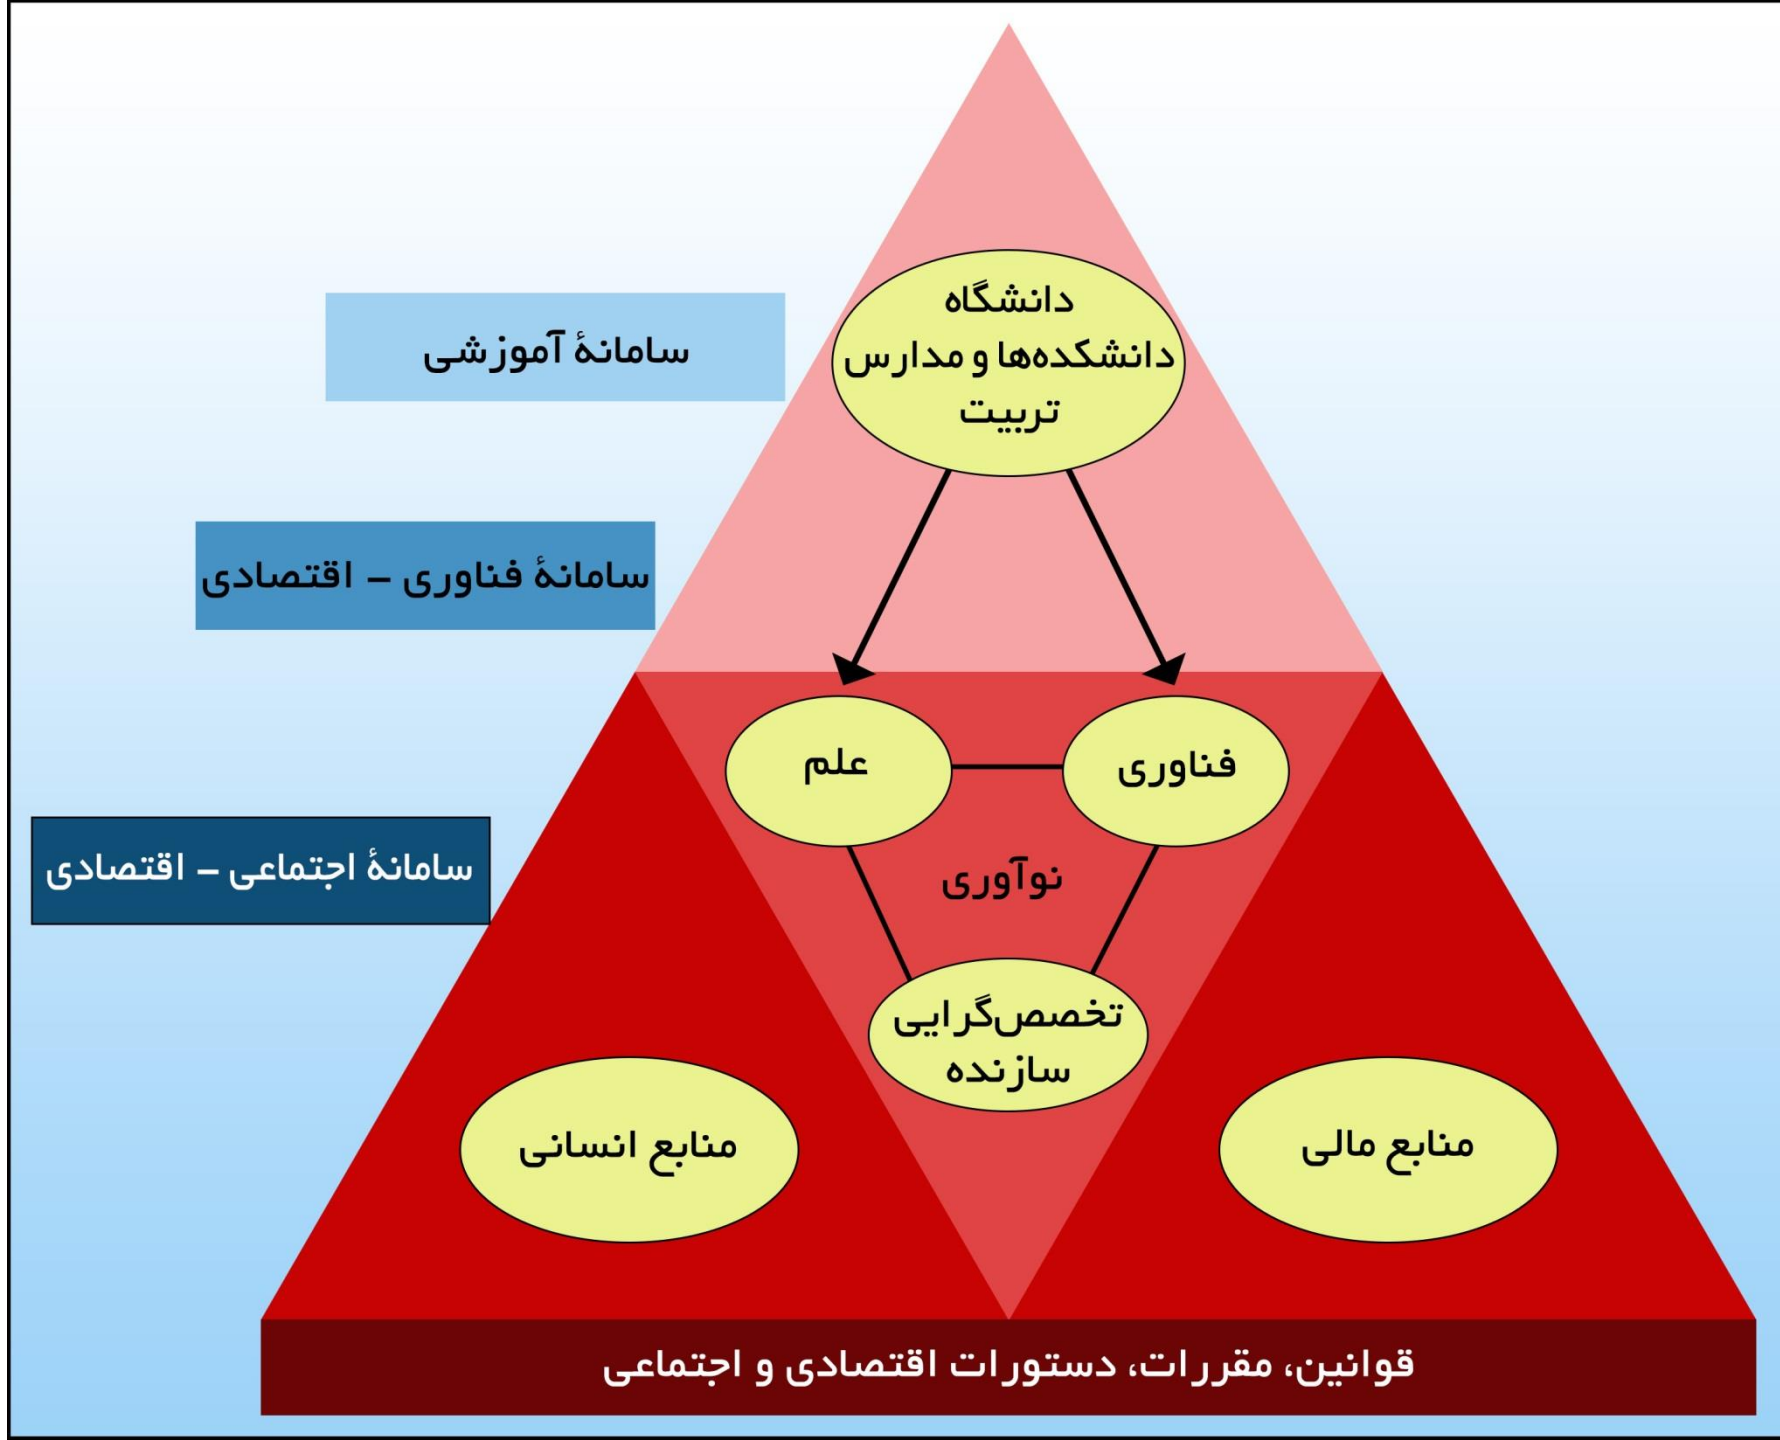 دانشگاه
دانشکده‌ها و مدارس
تربیت
سامانهٔ آموزشی
سامانهٔ فناوری – اقتصادی
فناوری
علم
سامانهٔ اجتماعی – اقتصادی
نوآوری
تخصص‌گرایی
سازنده
منابع مالی
منابع انسانی
قوانین، مقررات، دستورات اقتصادی و اجتماعی